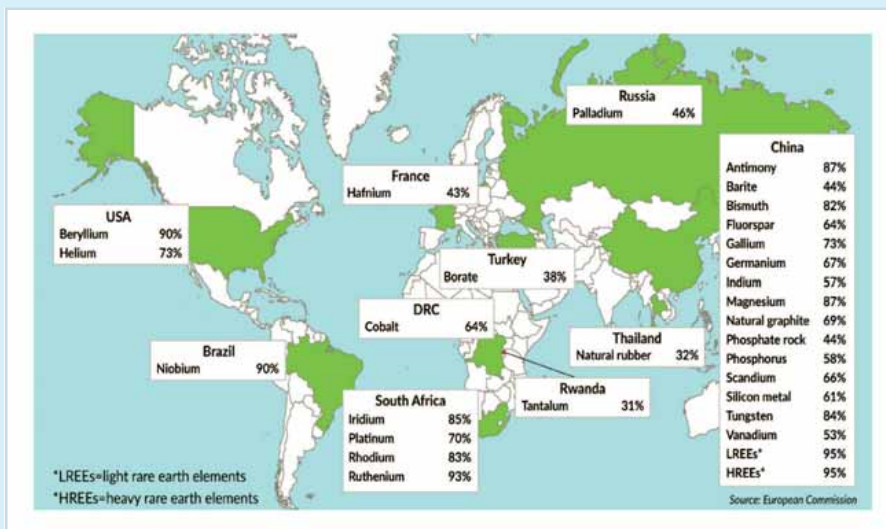 Russia
Palladium 46%
China
Antimony 87%
Barite 44%
Bismuth 82%
Fluorspar 64%
Gallium 73%
Germanium 67%
Indium 57%
Magnesium 87%
Natural graphite 69%
Phosphate rock 44%
Phosphorus 58%
Scandium 66%
Silicon metal 61%
Tungsten 84%
Vanadium 53%
LREEs* 95%
HREEs* 95%
France
Hafnium 43%
USA
Beryllium 90%
Helium 73%
Turkey
Borate 38%
DRC
Cobalt 64%
Thailand
Natural rubber 32%
Brazil
Niobium 90%
Rwanda
Tantalum 31%
South Africa
Iridium 85%
Platinum 70%
Rhodium 83%
Ruthenium 93%
*LREEs=light rare earth elements
*HREEs=heavy rare earth elements
Source: European Commission